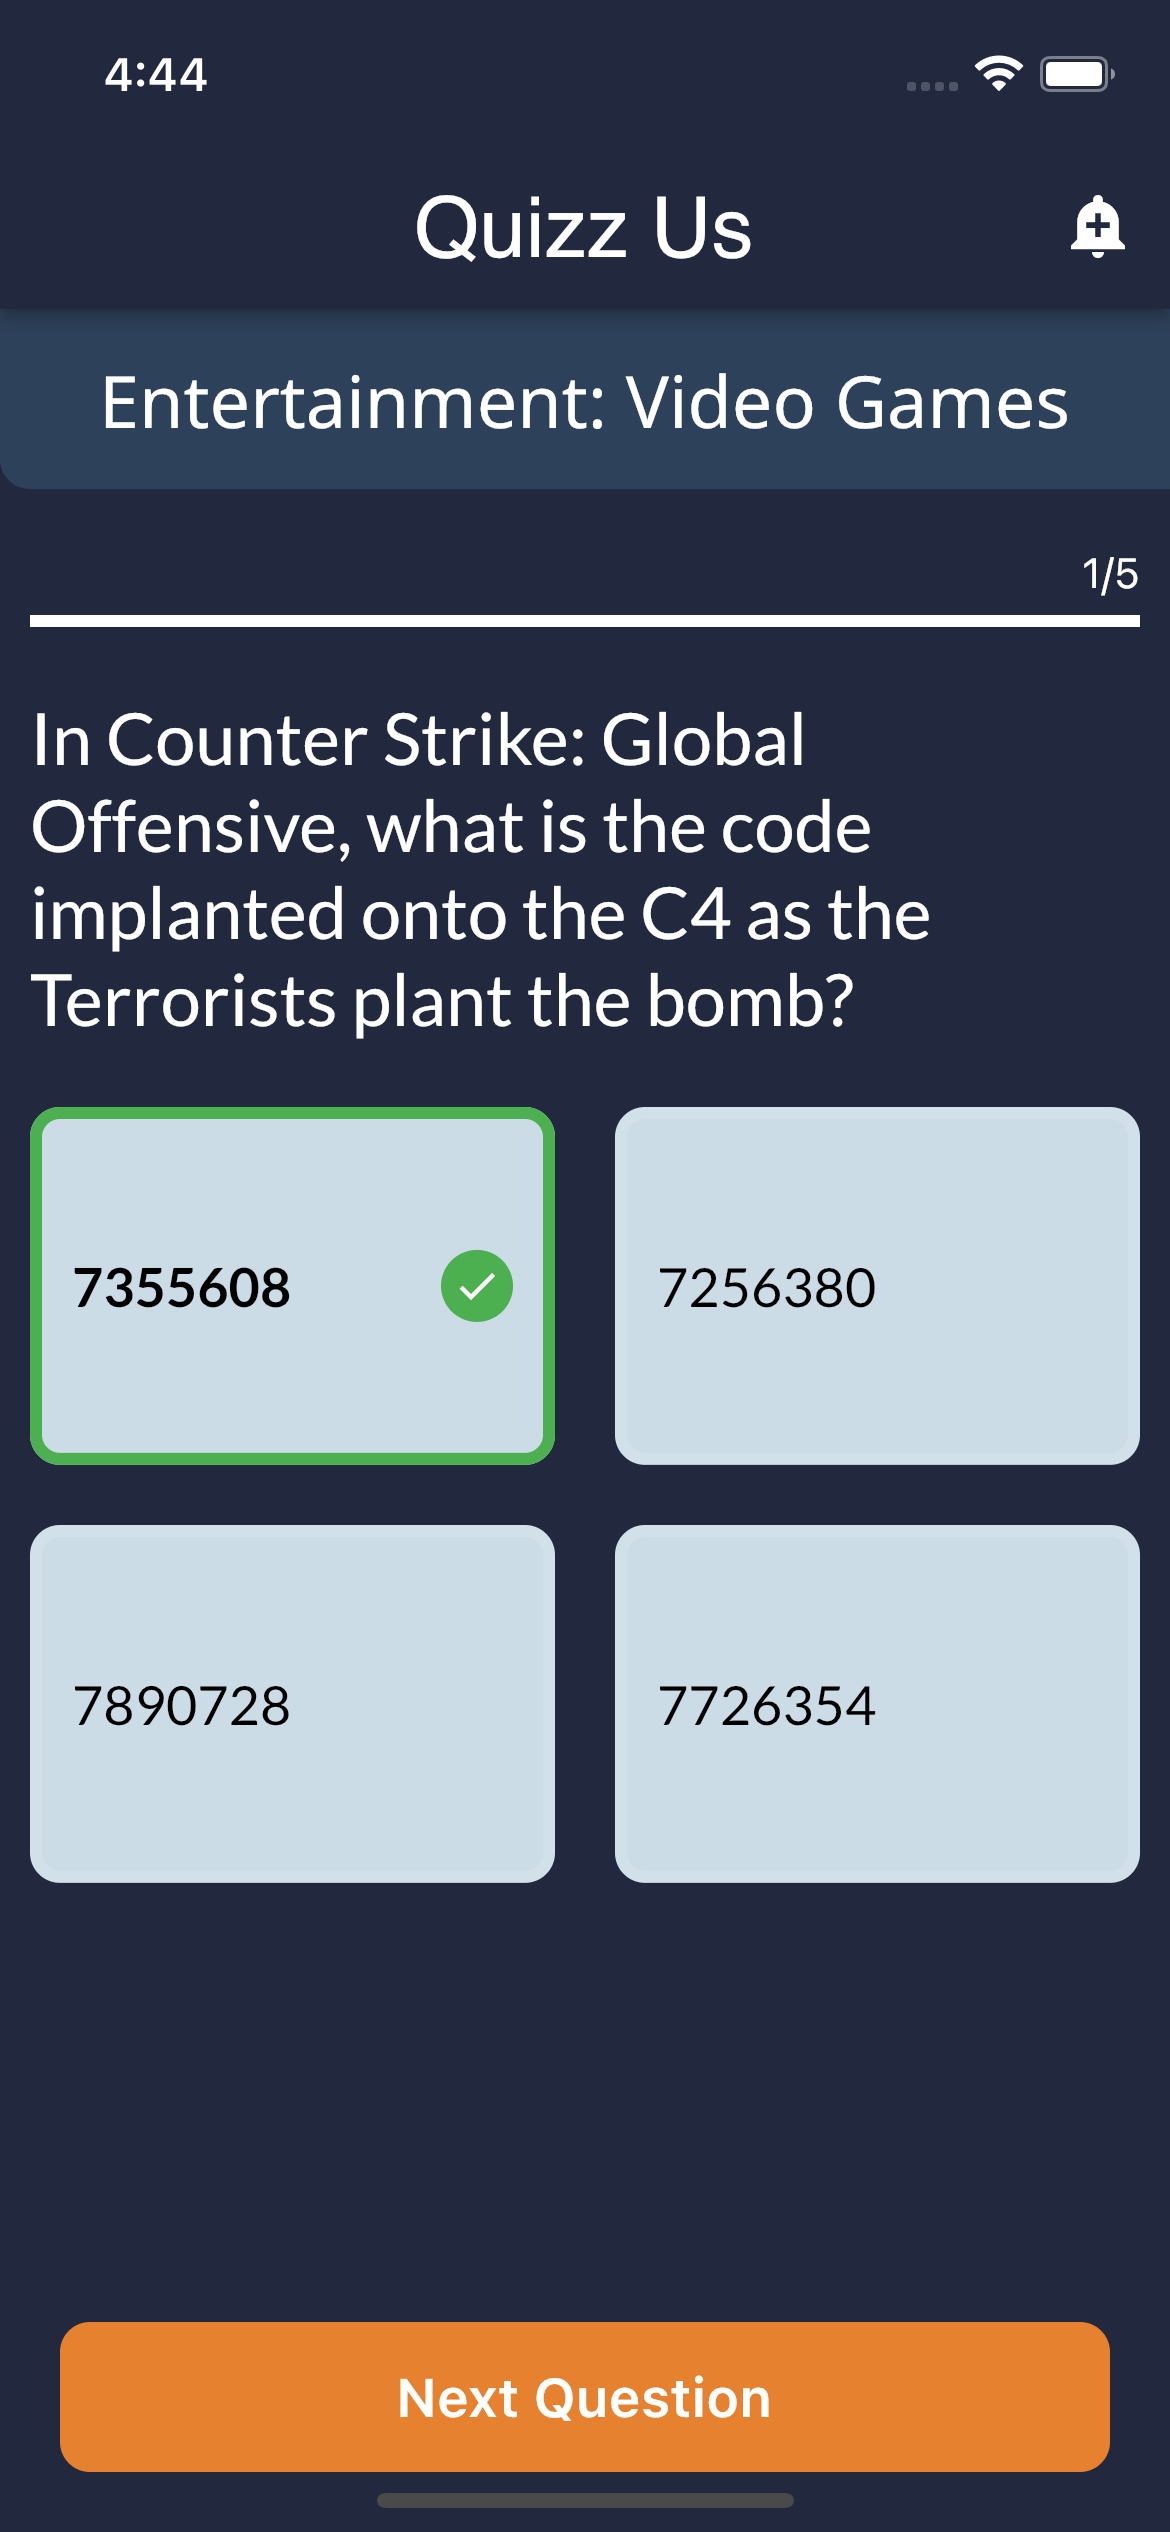 4:44
Quizz Us
Entertainment: Video Games
1/5
In Counter Strike: Global
Offensive, what is the code
implanted onto the C4 as the
Terrorists plant the bomb?
7355608
7256380
7890728
7726354
Next Question